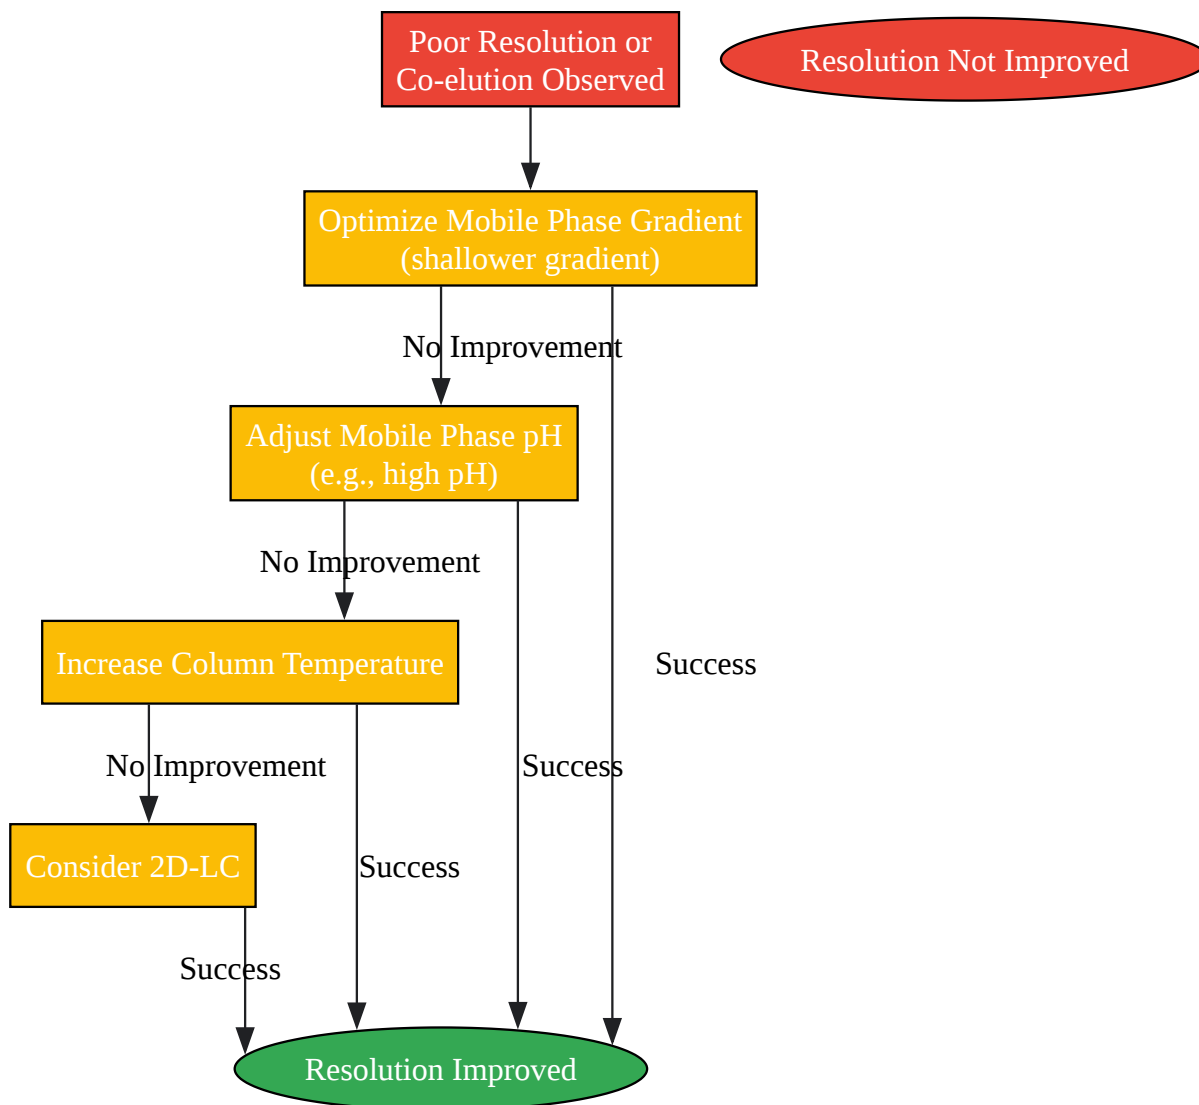 Poor Resolution or
Co-elution Observed
Resolution Not Improved
Optimize Mobile Phase Gradient
(shallower gradient)
No Improvement
Adjust Mobile Phase pH
(e.g., high pH)
No Improvement
Increase Column Temperature
Success
No Improvement
Success
Consider 2D-LC
Success
Success
Resolution Improved